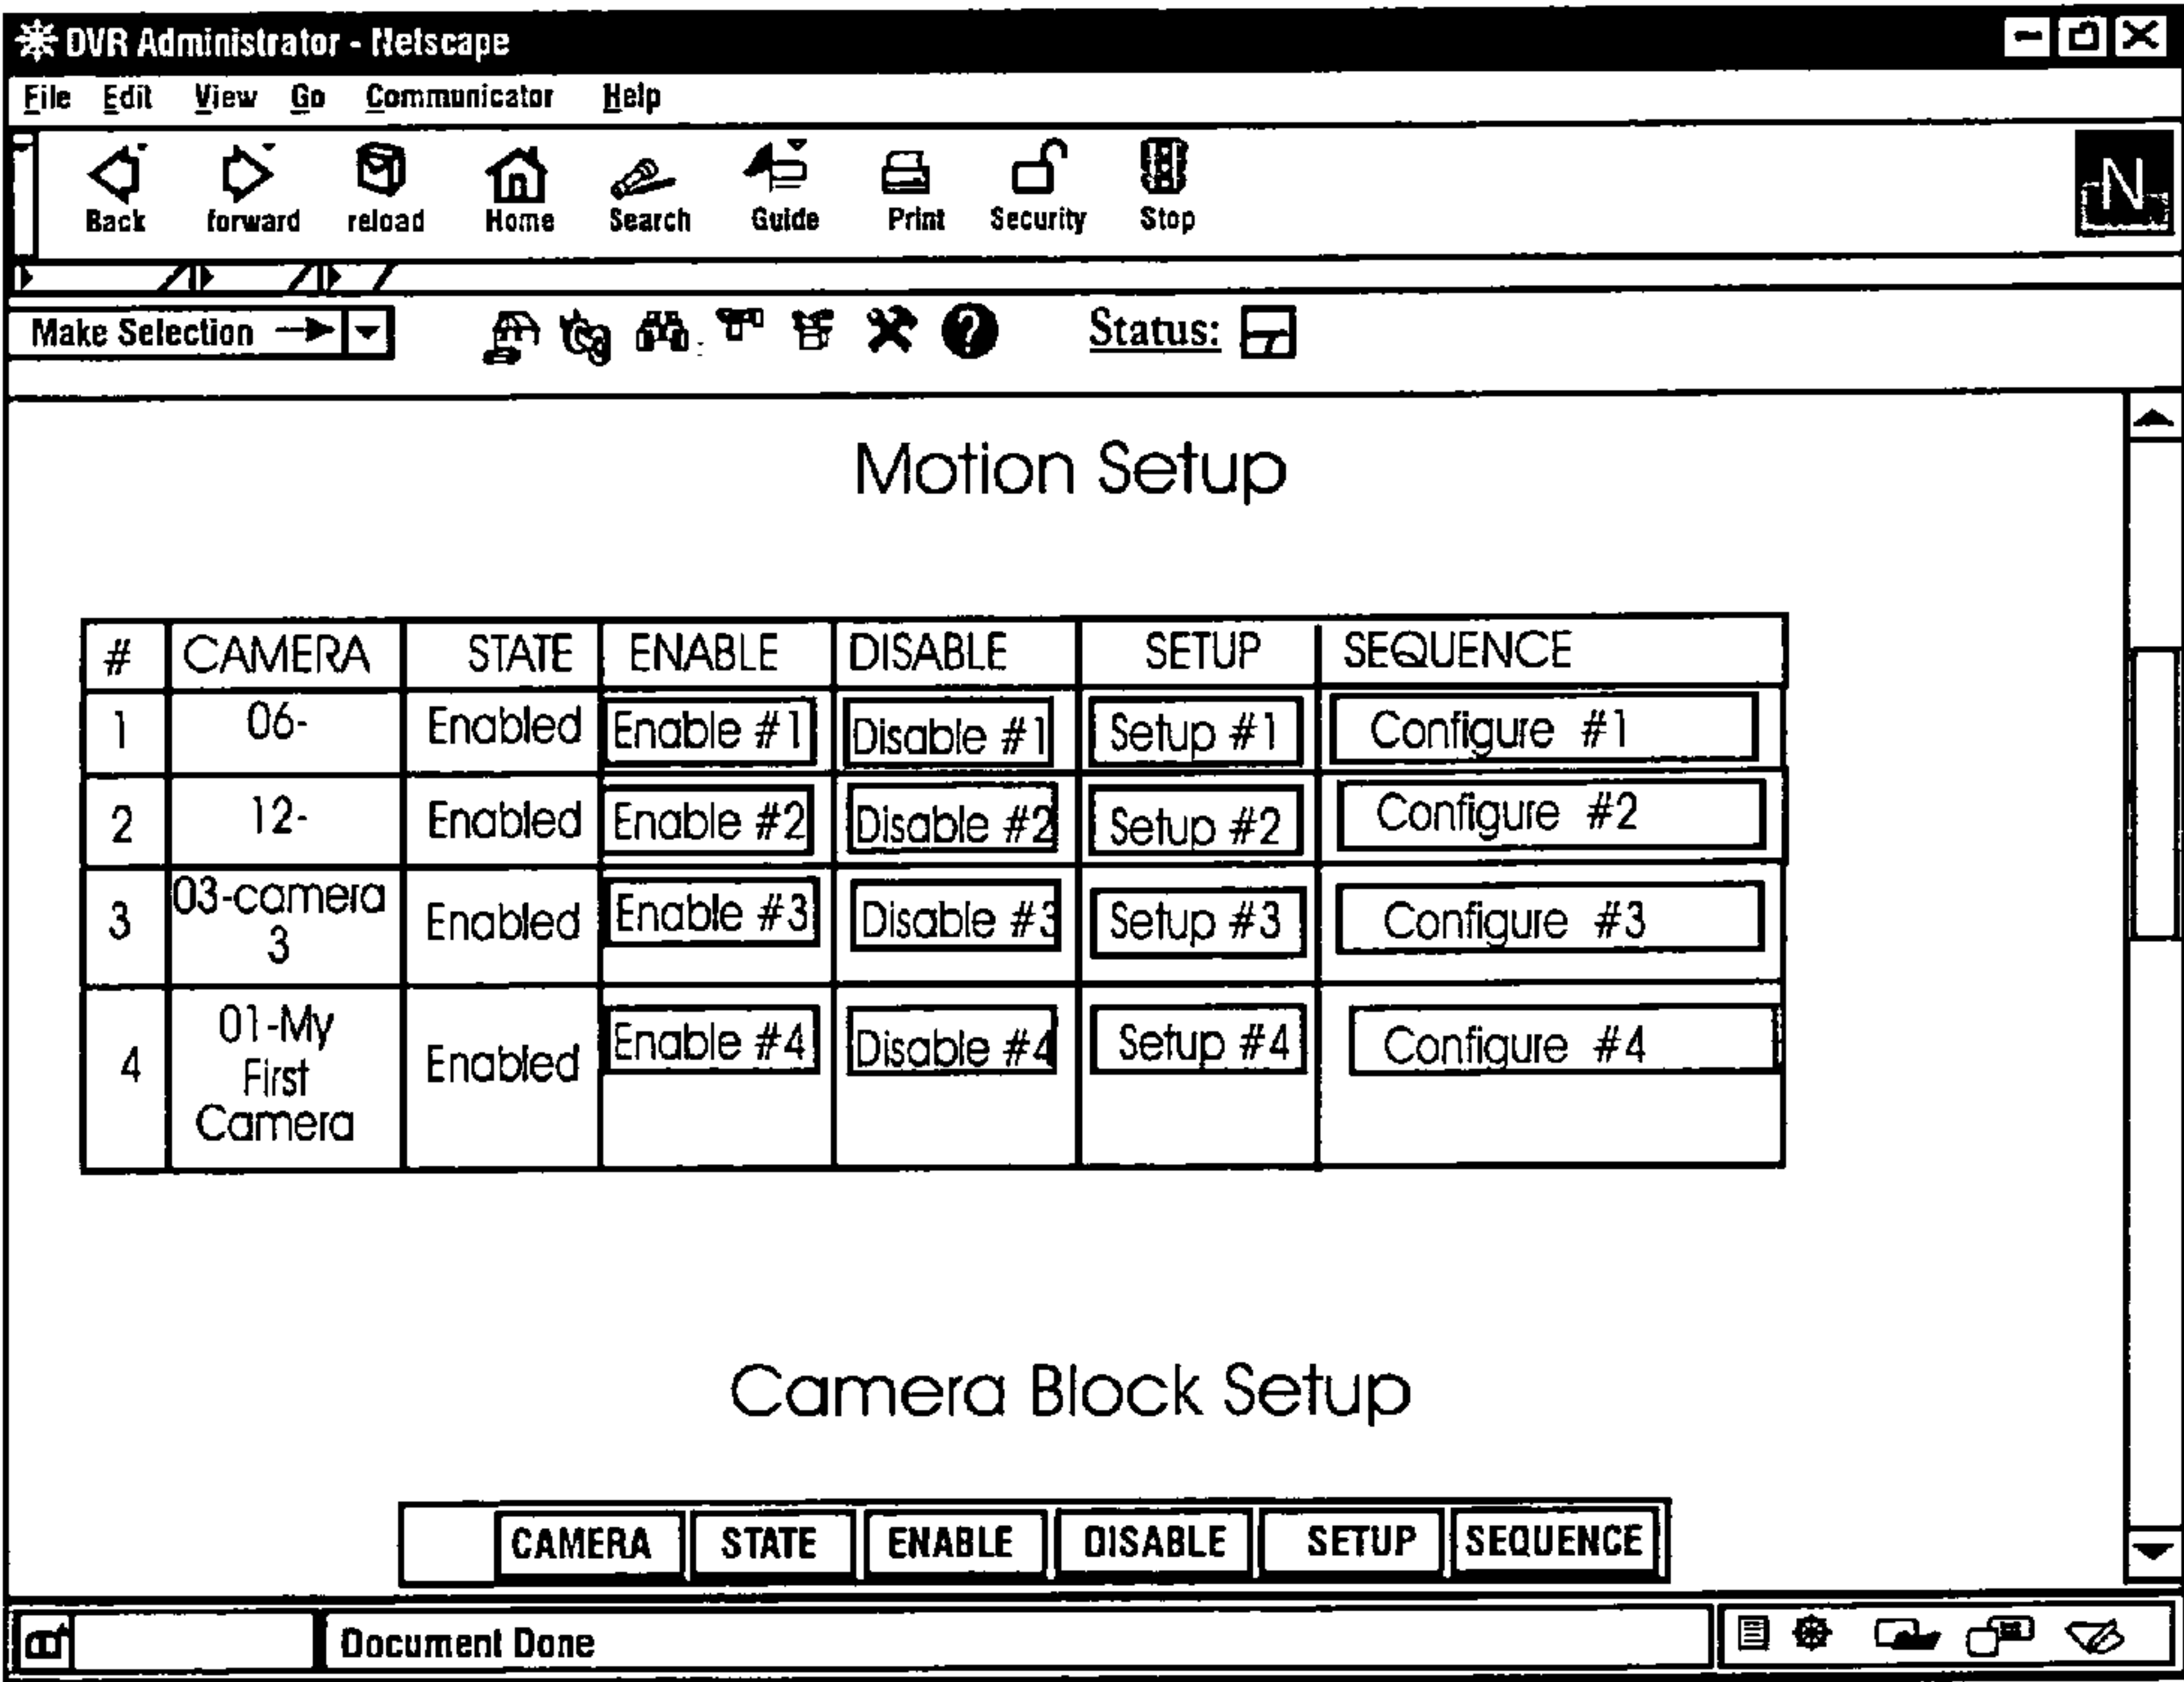 DVR Administrator - Netscape
File Edit View Go Communicator Help
Back forward reload Home Search Guide Print Security Stop
N
Make Selection Status:
Motion Setup
# CAMERA STATE ENABLE DISABLE SETUP SEQUENCE
1 06- Enabled Enable #1 Disable #1 Setup #1 Configure #1
2 12- Enabled Enable #2 Disable #2 Setup #2 Configure #2
3 03-camera 3 Enabled Enable #3 Disable #3 Setup #3 Configure #3
4 01-My First Camera Enabled Enable #4 Disable #4 Setup #4 Configure #4
Camera Block Setup
CAMERA STATE ENABLE DISABLE SETUP SEQUENCE
Document Done